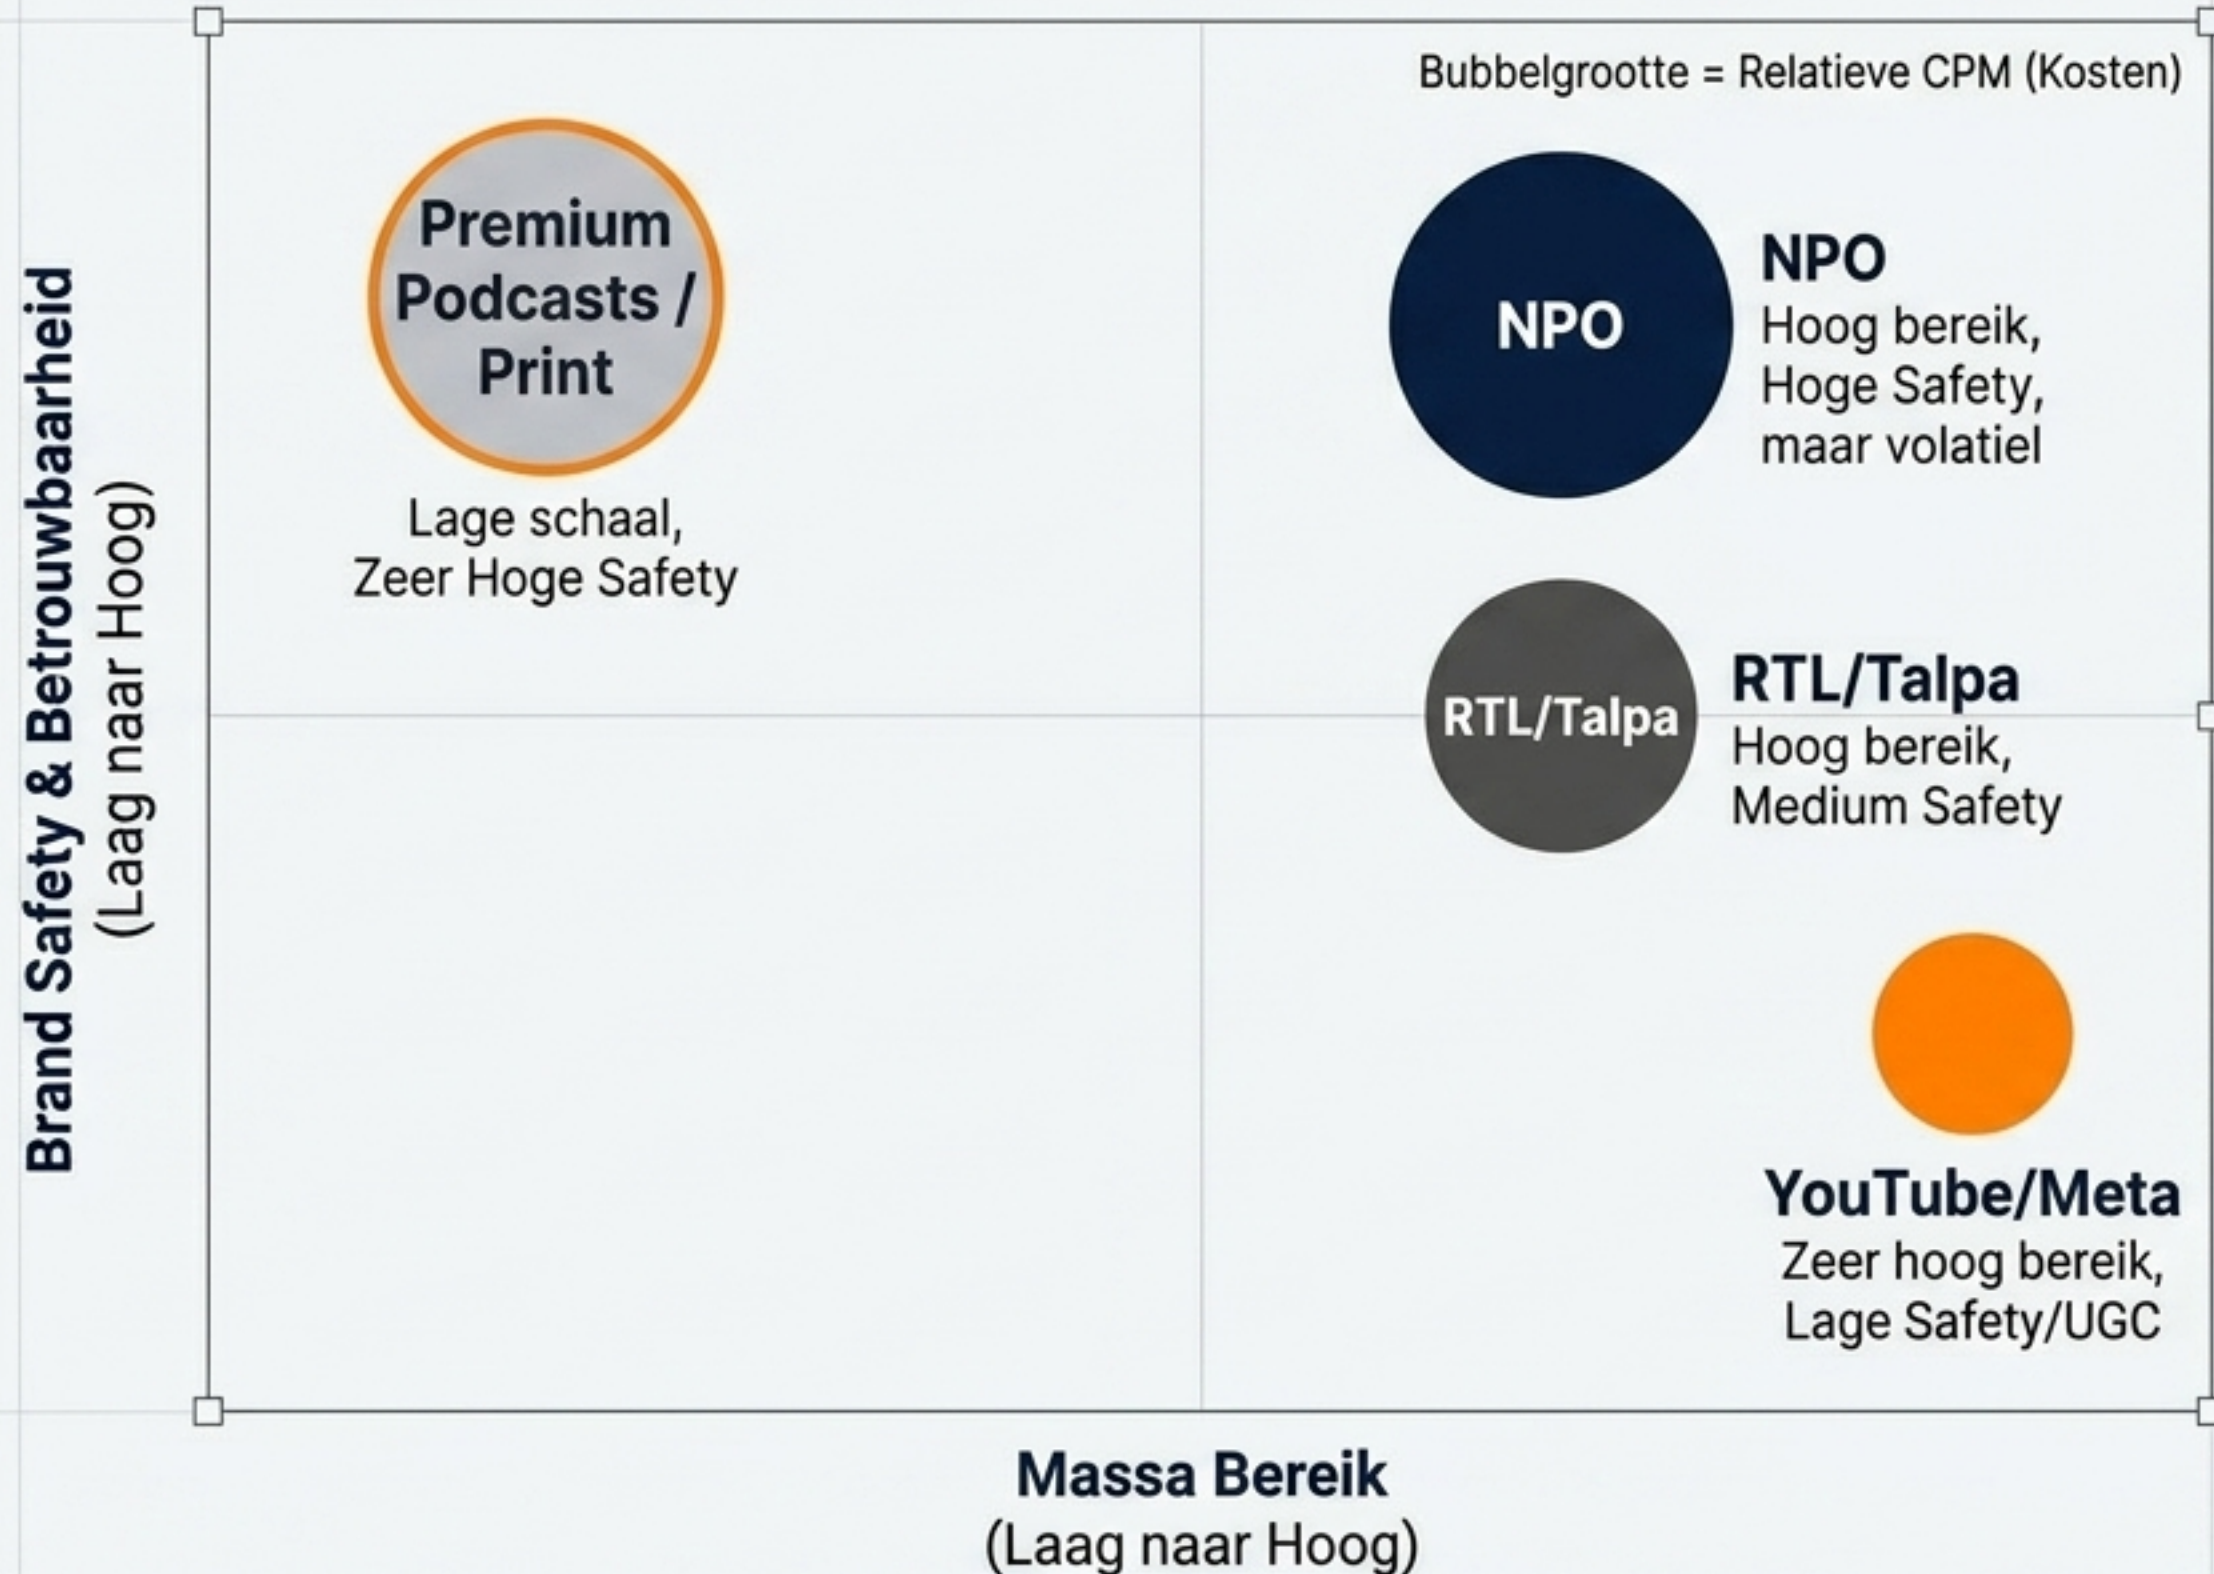 Bubbelgrootte = Relatieve CPM (Kosten)
Premium
Podcasts /
Print
Lage schaal,
Zeer Hoge Safety
NPO
NPO
Hoog bereik,
Hoge Safety,
maar volatiel
RTL/Talpa
RTL/Talpa
Hoog bereik,
Medium Safety
YouTube/Meta
Zeer hoog bereik,
Lage Safety/UGC
Brand Safety & Betrouwbaarheid
(Laag naar Hoog)
Massa Bereik
(Laag naar Hoog)